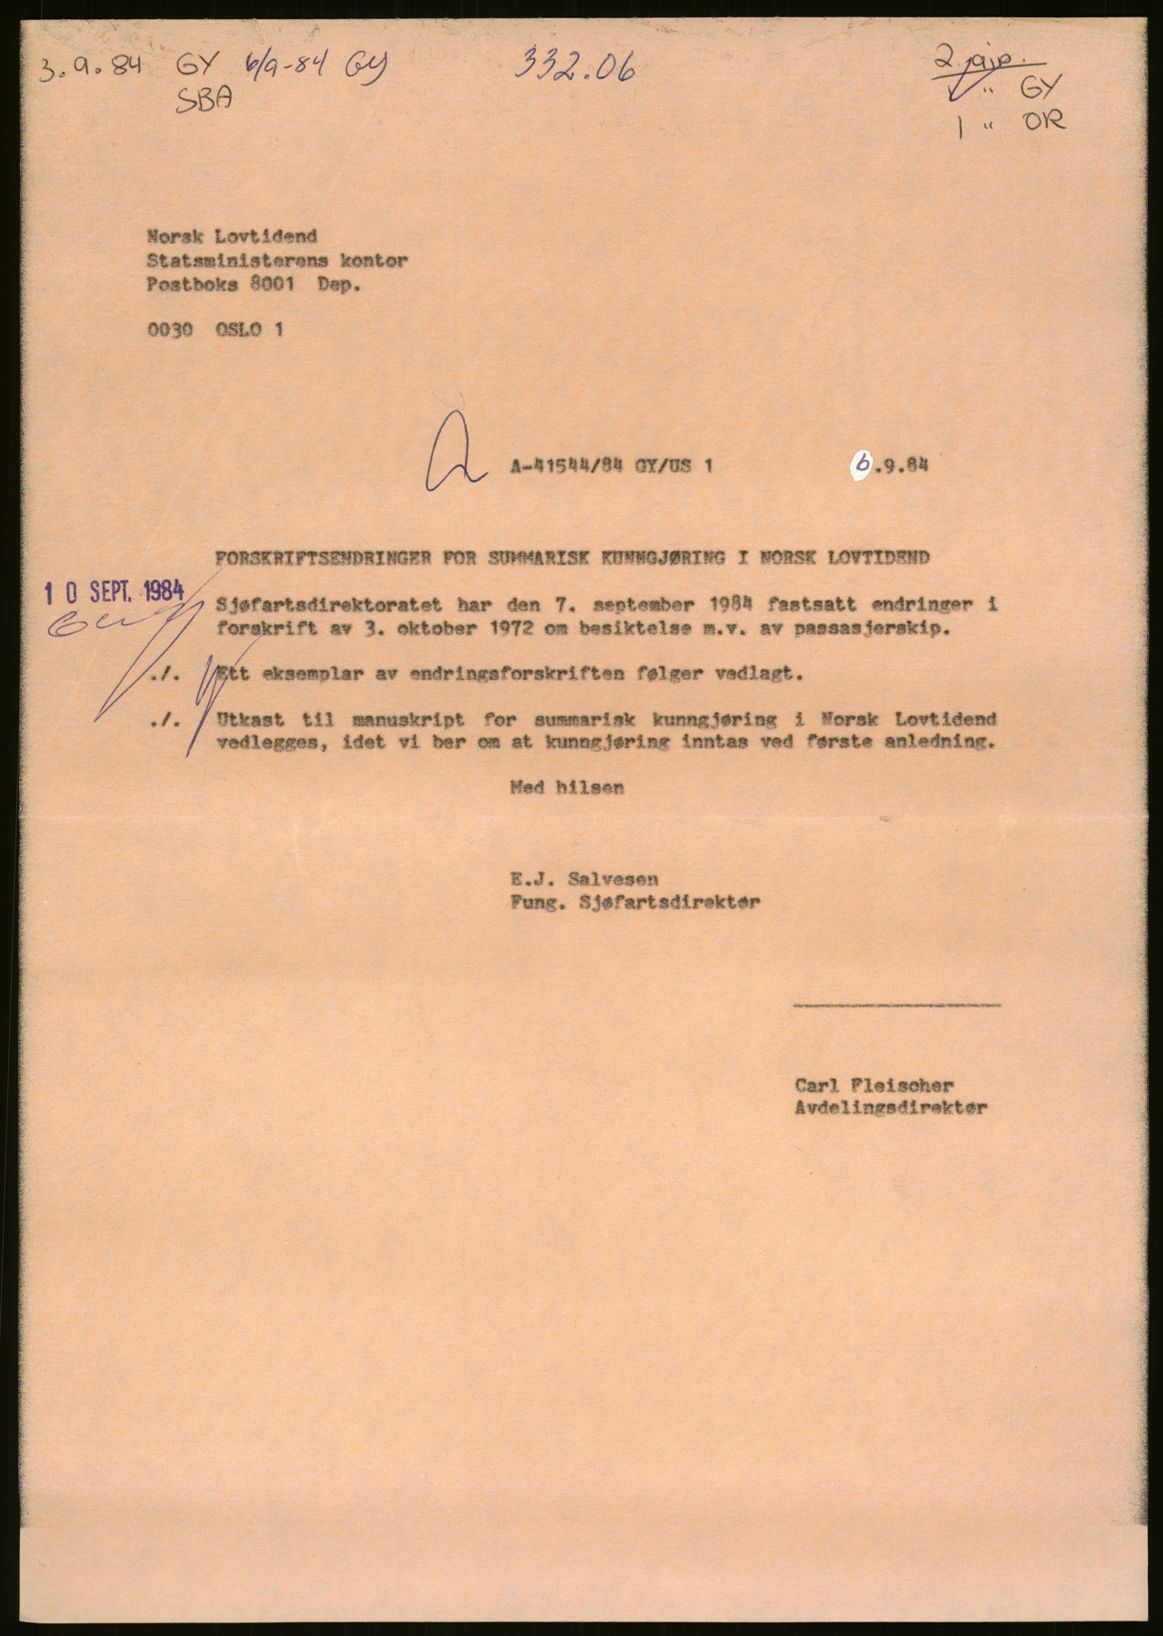 3.9.84 GY 6/9-84 GY 332.06 2 gjp.
SBA
" GY
1 " OR
Norsk Lovtidend
Statsministerens kontor
Postboks 8001 Dep.
0030 OSLO 1
A-41544/84 GY/US 1 6.9.84
FORSKRIFTSENDRINGER FOR SUMMARISK KUNNGJØRING I NORSK LOVTIDEND
10 SEPT. 1984
Sjøfartsdirektoratet har den 7. september 1984 fastsatt endringer i
forskrift av 3. oktober 1972 om besiktelse m.v. av passasjerskip.
./. Ett eksemplar av endringsforskriften følger vedlagt.
./. Utkast til manuskript for summarisk kunngjøring i Norsk Lovtidend
vedlegges, idet vi ber om at kunngjøring inntas ved første anledning.
Med hilsen
E.J. Salvesen
Fung. Sjøfartsdirektør
Carl Fleischer
Avdelingsdirektør